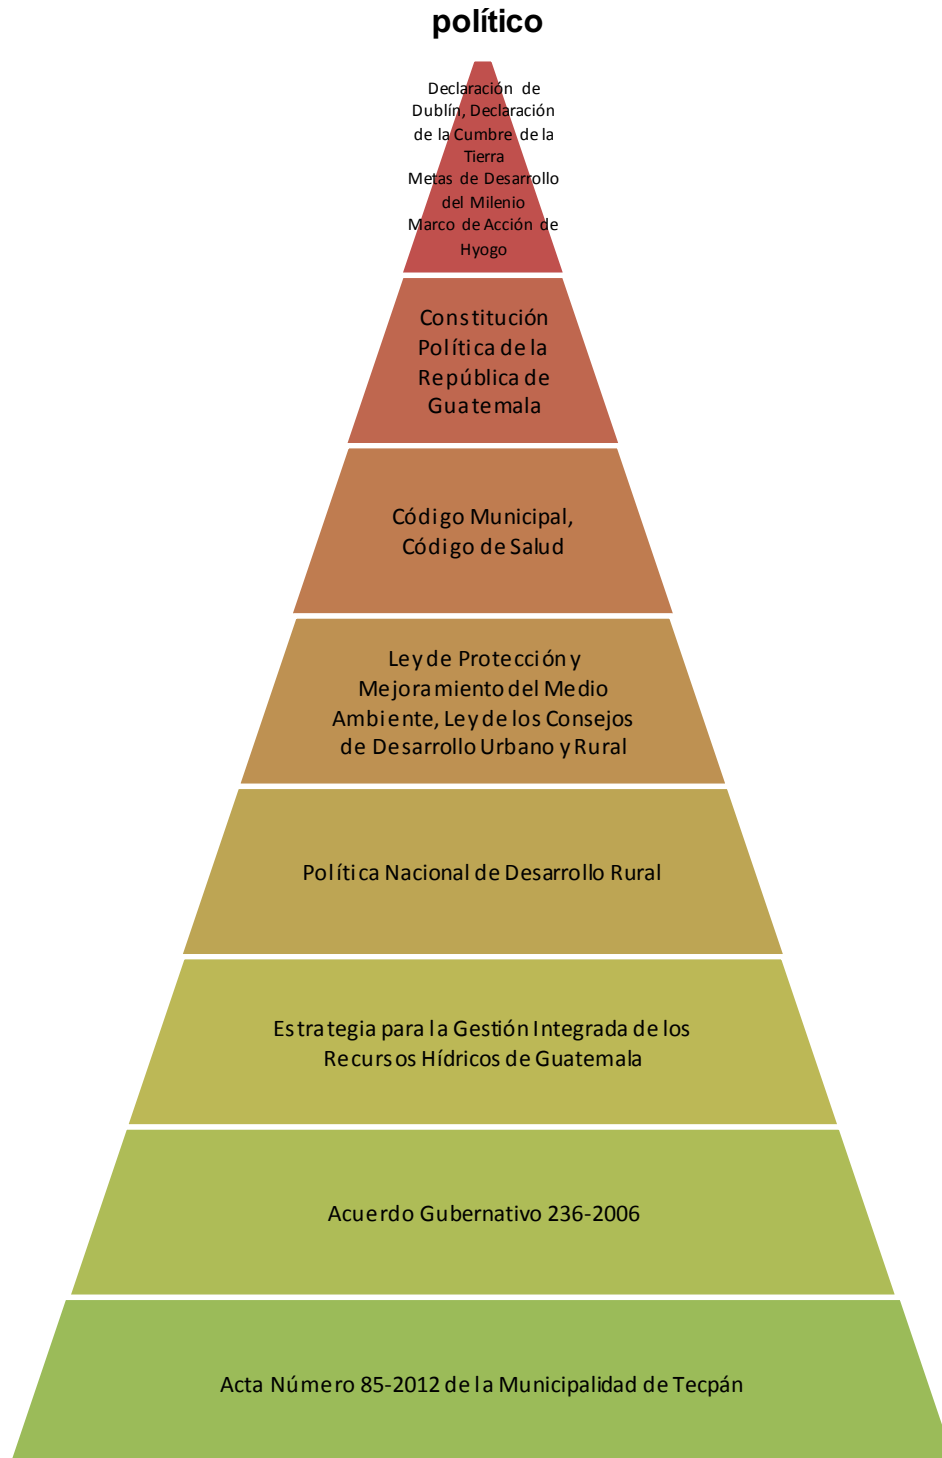 político
Declaración de
Dublín, Declaración
de la Cumbre de la
Tierra
Metas de Desarrollo
del Milenio
Marco de Acción de
Hyogo
Constitución
Política de la
República de
Guatemala
Código Municipal,
Código de Salud
Ley de Protección y
Mejoramiento del Medio
Ambiente, Ley de los Consejos
de Desarrollo Urbano y Rural
Política Nacional de Desarrollo Rural
Estrategia para la Gestión Integrada de los
Recursos Hídricos de Guatemala
Acuerdo Gubernativo 236-2006
Acta Número 85-2012 de la Municipalidad de Tecpán